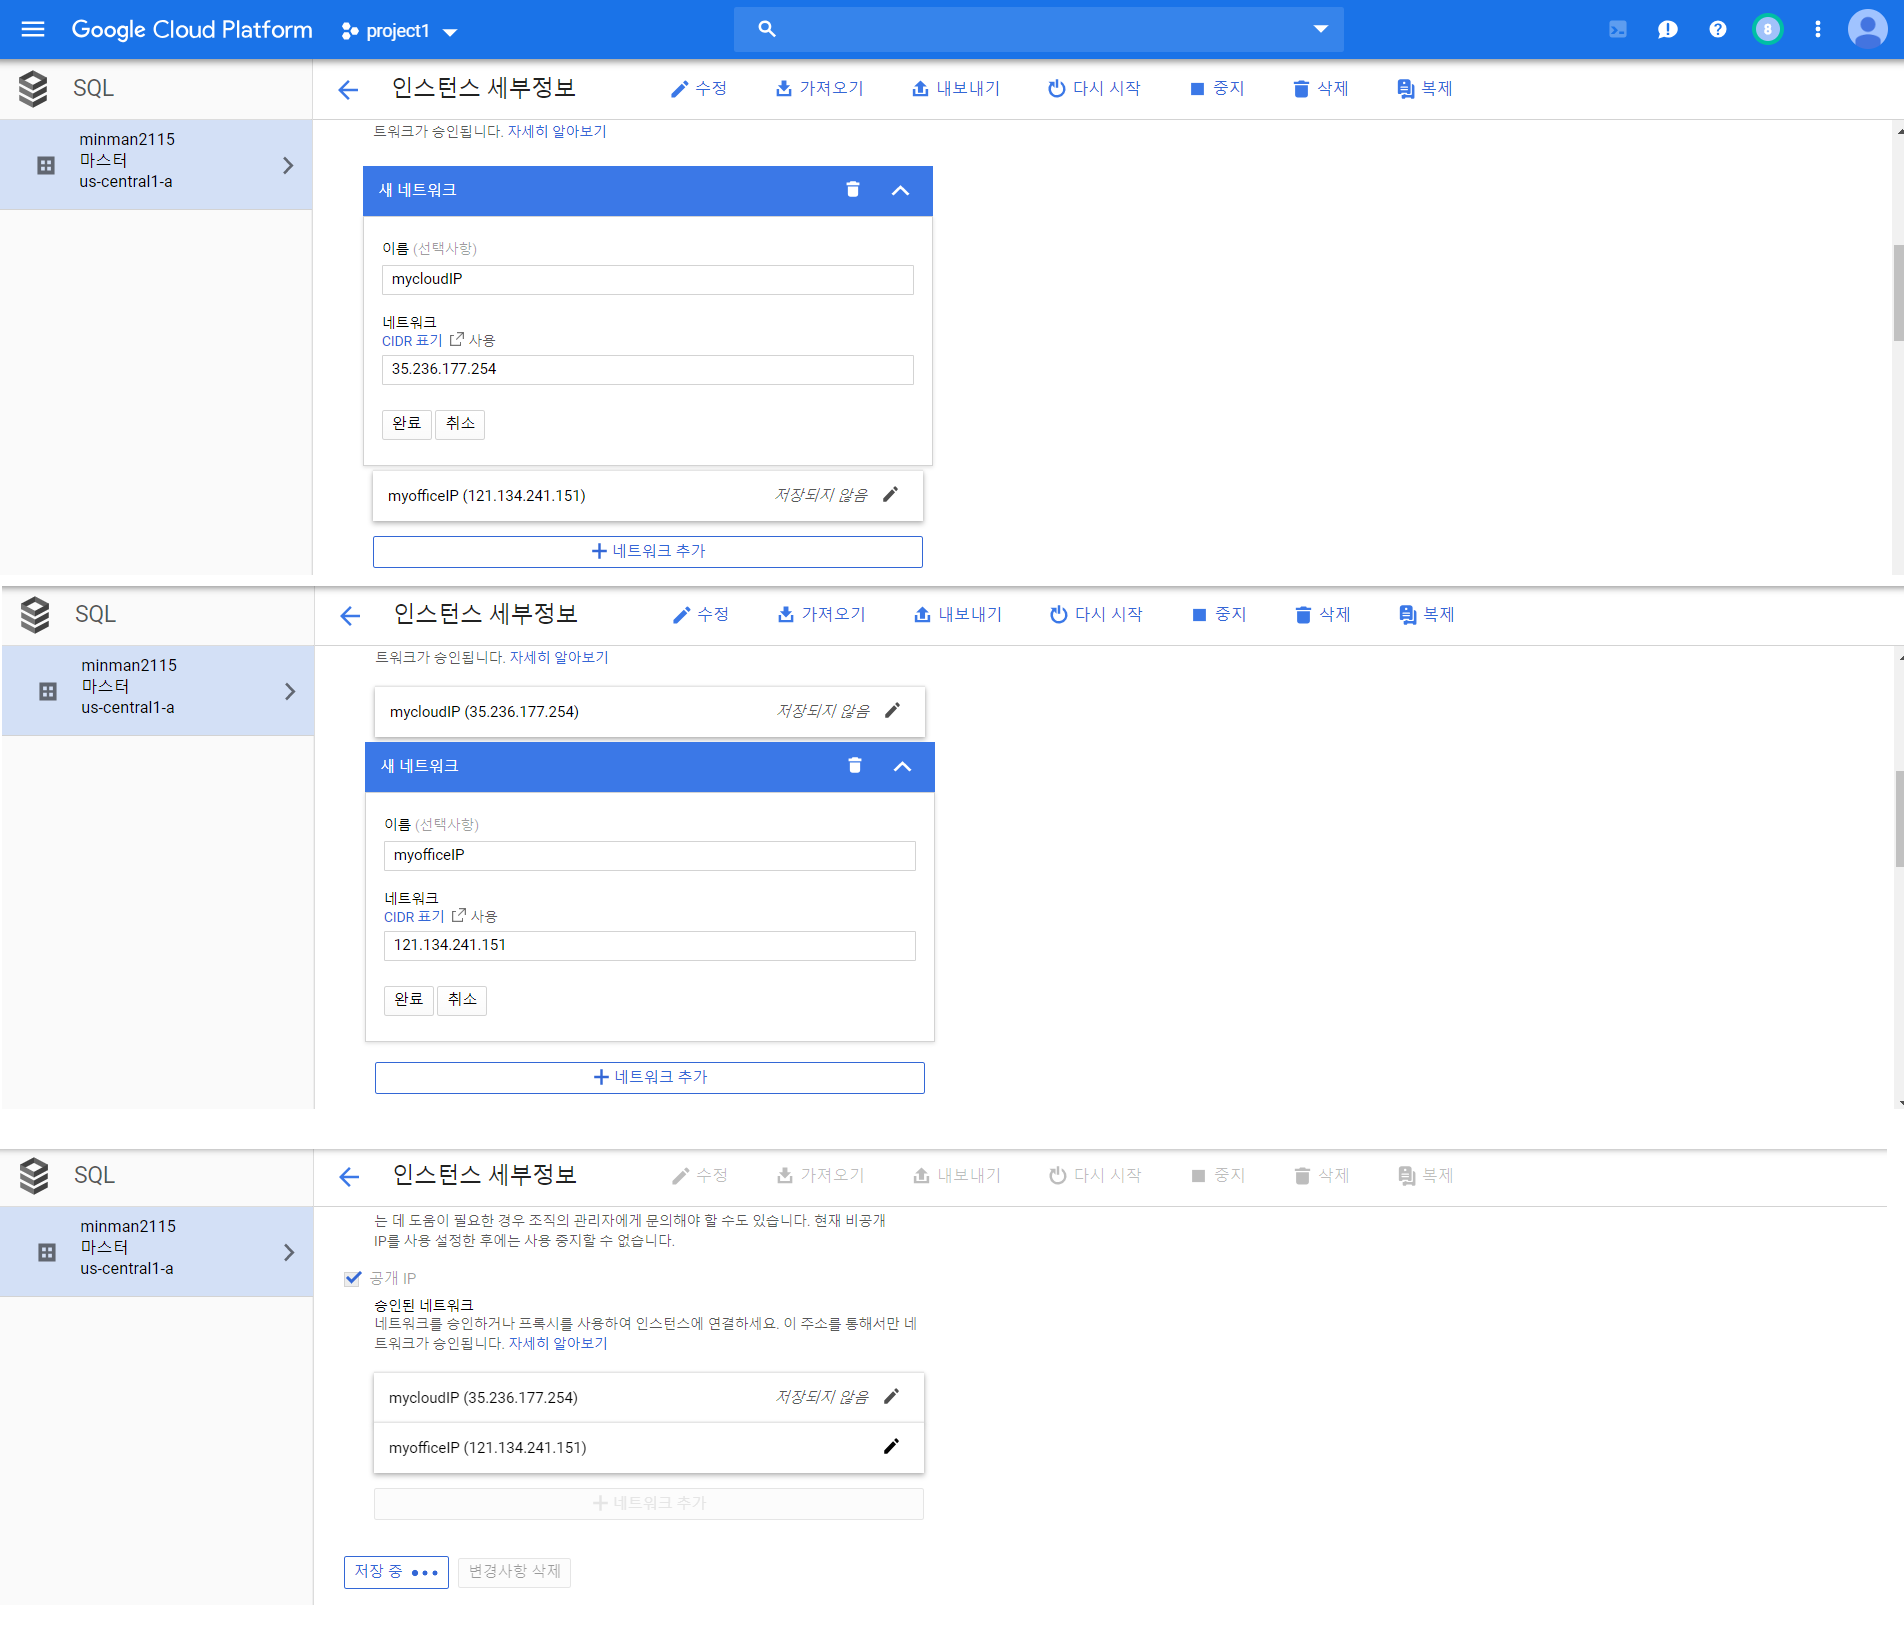 Google Cloud Platform
project1
8
SQL
인스턴스 세부정보
수정
가져오기
내보내기
다시 시작
중지
삭제
복제
minman2115
마스터
us-central1-a
트워크가 승인됩니다. 자세히 알아보기
새 네트워크
이름 (선택사항)
mycloudIP
네트워크
CIDR 표기 사용
35.236.177.254
완료
취소
myofficeIP (121.134.241.151)
저장되지 않음
네트워크 추가
SQL
인스턴스 세부정보
수정
가져오기
내보내기
다시 시작
중지
삭제
복제
minman2115
마스터
us-central1-a
트워크가 승인됩니다. 자세히 알아보기
mycloudIP (35.236.177.254)
저장되지 않음
새 네트워크
이름 (선택사항)
myofficeIP
네트워크
CIDR 표기 사용
121.134.241.151
완료
취소
네트워크 추가
SQL
인스턴스 세부정보
수정
가져오기
내보내기
다시 시작
중지
삭제
복제
minman2115
마스터
us-central1-a
는 데 도움이 필요한 경우 조직의 관리자에게 문의해야 할 수도 있습니다. 현재 비공개
IP를 사용 설정한 후에는 사용 중지할 수 없습니다.
공개 IP
승인된 네트워크
네트워크를 승인하거나 프록시를 사용하여 인스턴스에 연결하세요. 이 주소를 통해서만 네
트워크가 승인됩니다. 자세히 알아보기
mycloudIP (35.236.177.254)
저장되지 않음
myofficeIP (121.134.241.151)
네트워크 추가
저장 중
변경사항 삭제